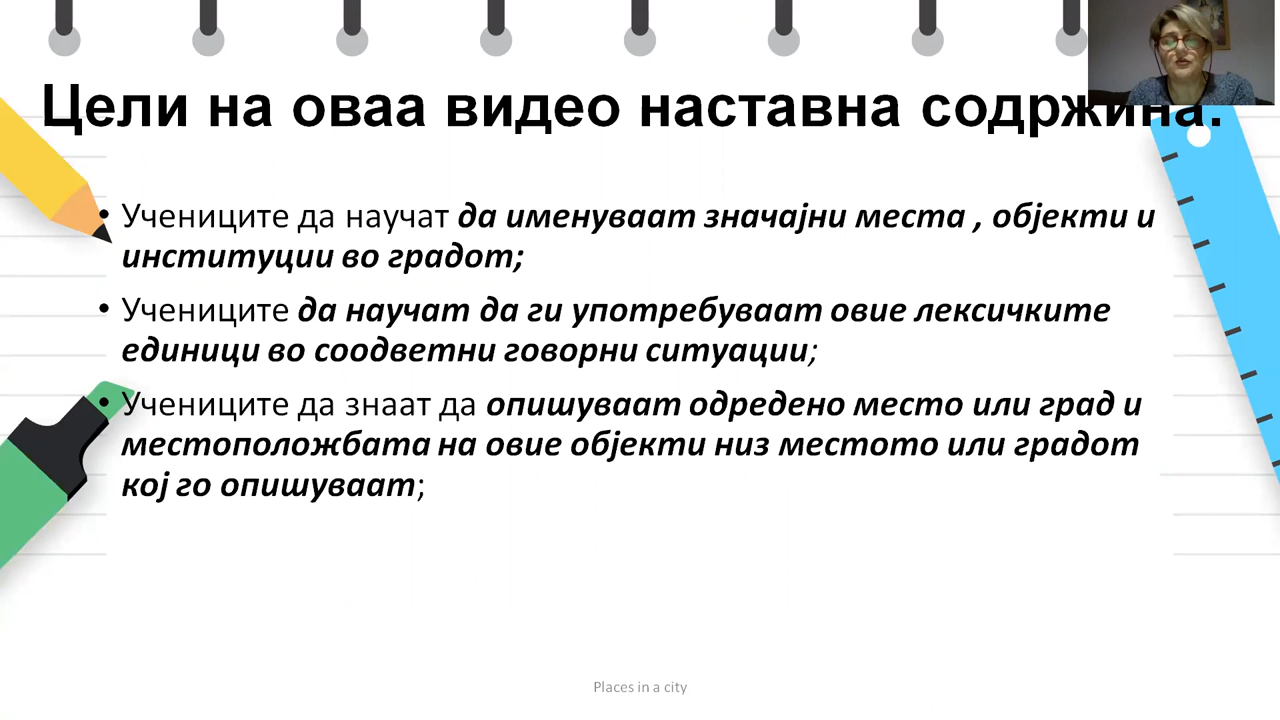 Цели на оваа видео наставна содржина:
• Учениците да научат да именуваат значајни места , објекти и
институции во градот;
• Учениците да научат да ги употребуваат овие лексичките
единици во соодветни говорни ситуации;
• Учениците да знаат да опишуваат одредено место или град и
местоположбата на овие објекти низ местото или градот
кој го опишуваат;
Places in a city